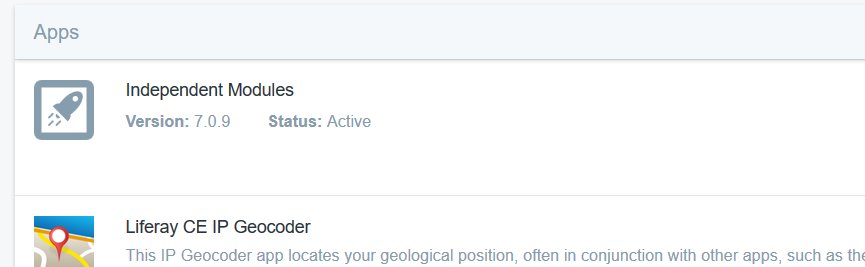 Apps
Independent Modules
Version: 7.0.9 Status: Active
Liferay CE IP Geocoder
This IP Geocoder app locates your geological position, often in conjunction with other apps, such as